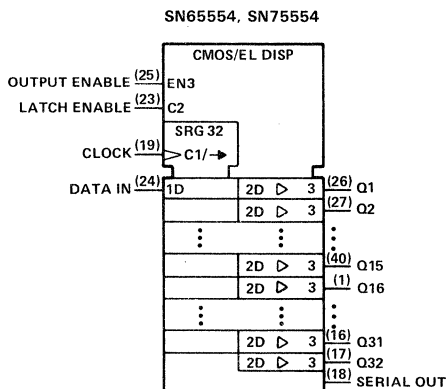 SN65554, SN75554
CMOS/EL DISP
OUTPUT ENABLE (25) EN3
LATCH ENABLE (23) C2
SRG 32
CLOCK (19) C1/→
DATA IN (24) 1D 2D ▷ 3 (26) Q1
2D ▷ 3 (27) Q2
2D ▷ 3 (40) Q15
2D ▷ 3 (1) Q16
2D ▷ 3 (16) Q31
2D ▷ 3 (17) Q32
(18) SERIAL OUT